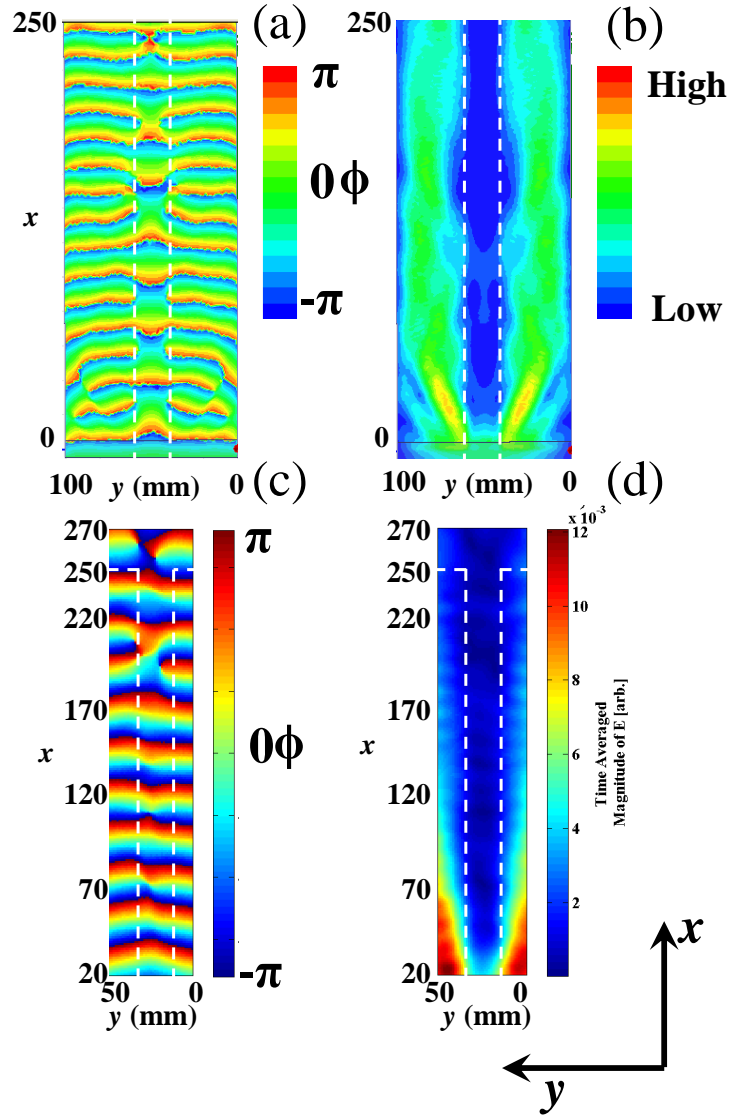 250
(a)
π
0 ϕ
-π
x
0
100 y (mm) 0
250
(b)
High
Low
0
100 y (mm) 0
(c)
270
250
220
170
120
70
20
x
50 0
y (mm)
π
0ϕ
-π
(d)
270
250
220
170
120
70
20
x
50 0
y (mm)
x 10⁻³
12
10
8
6
4
2
Time Averaged
Magnitude of E [arb.]
x
y